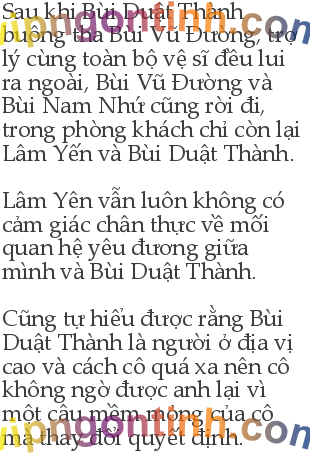 Sau khi Bùi Duật Thành
buông tha Bùi Vũ Đường, trợ
lý cùng toàn bộ vệ sĩ đều lui
ra ngoài, Bùi Vũ Đường và
Bùi Nam Nhứ cũng rời đi,
trong phòng khách chỉ còn lại
Lâm Yến và Bùi Duật Thành.
Lâm Yên vẫn luôn không có
cảm giác chân thực về mối
quan hệ yêu đương giữa
mình và Bùi Duật Thành.
Cũng tự hiểu được rằng Bùi
Duật Thành là người ở địa vị
cao và cách cô quá xa nên cô
không ngờ được anh lại vì
một câu mềm mỏng của cô
mà thay đổi quyết định.
vipngontinh.com
vipngontinh.com